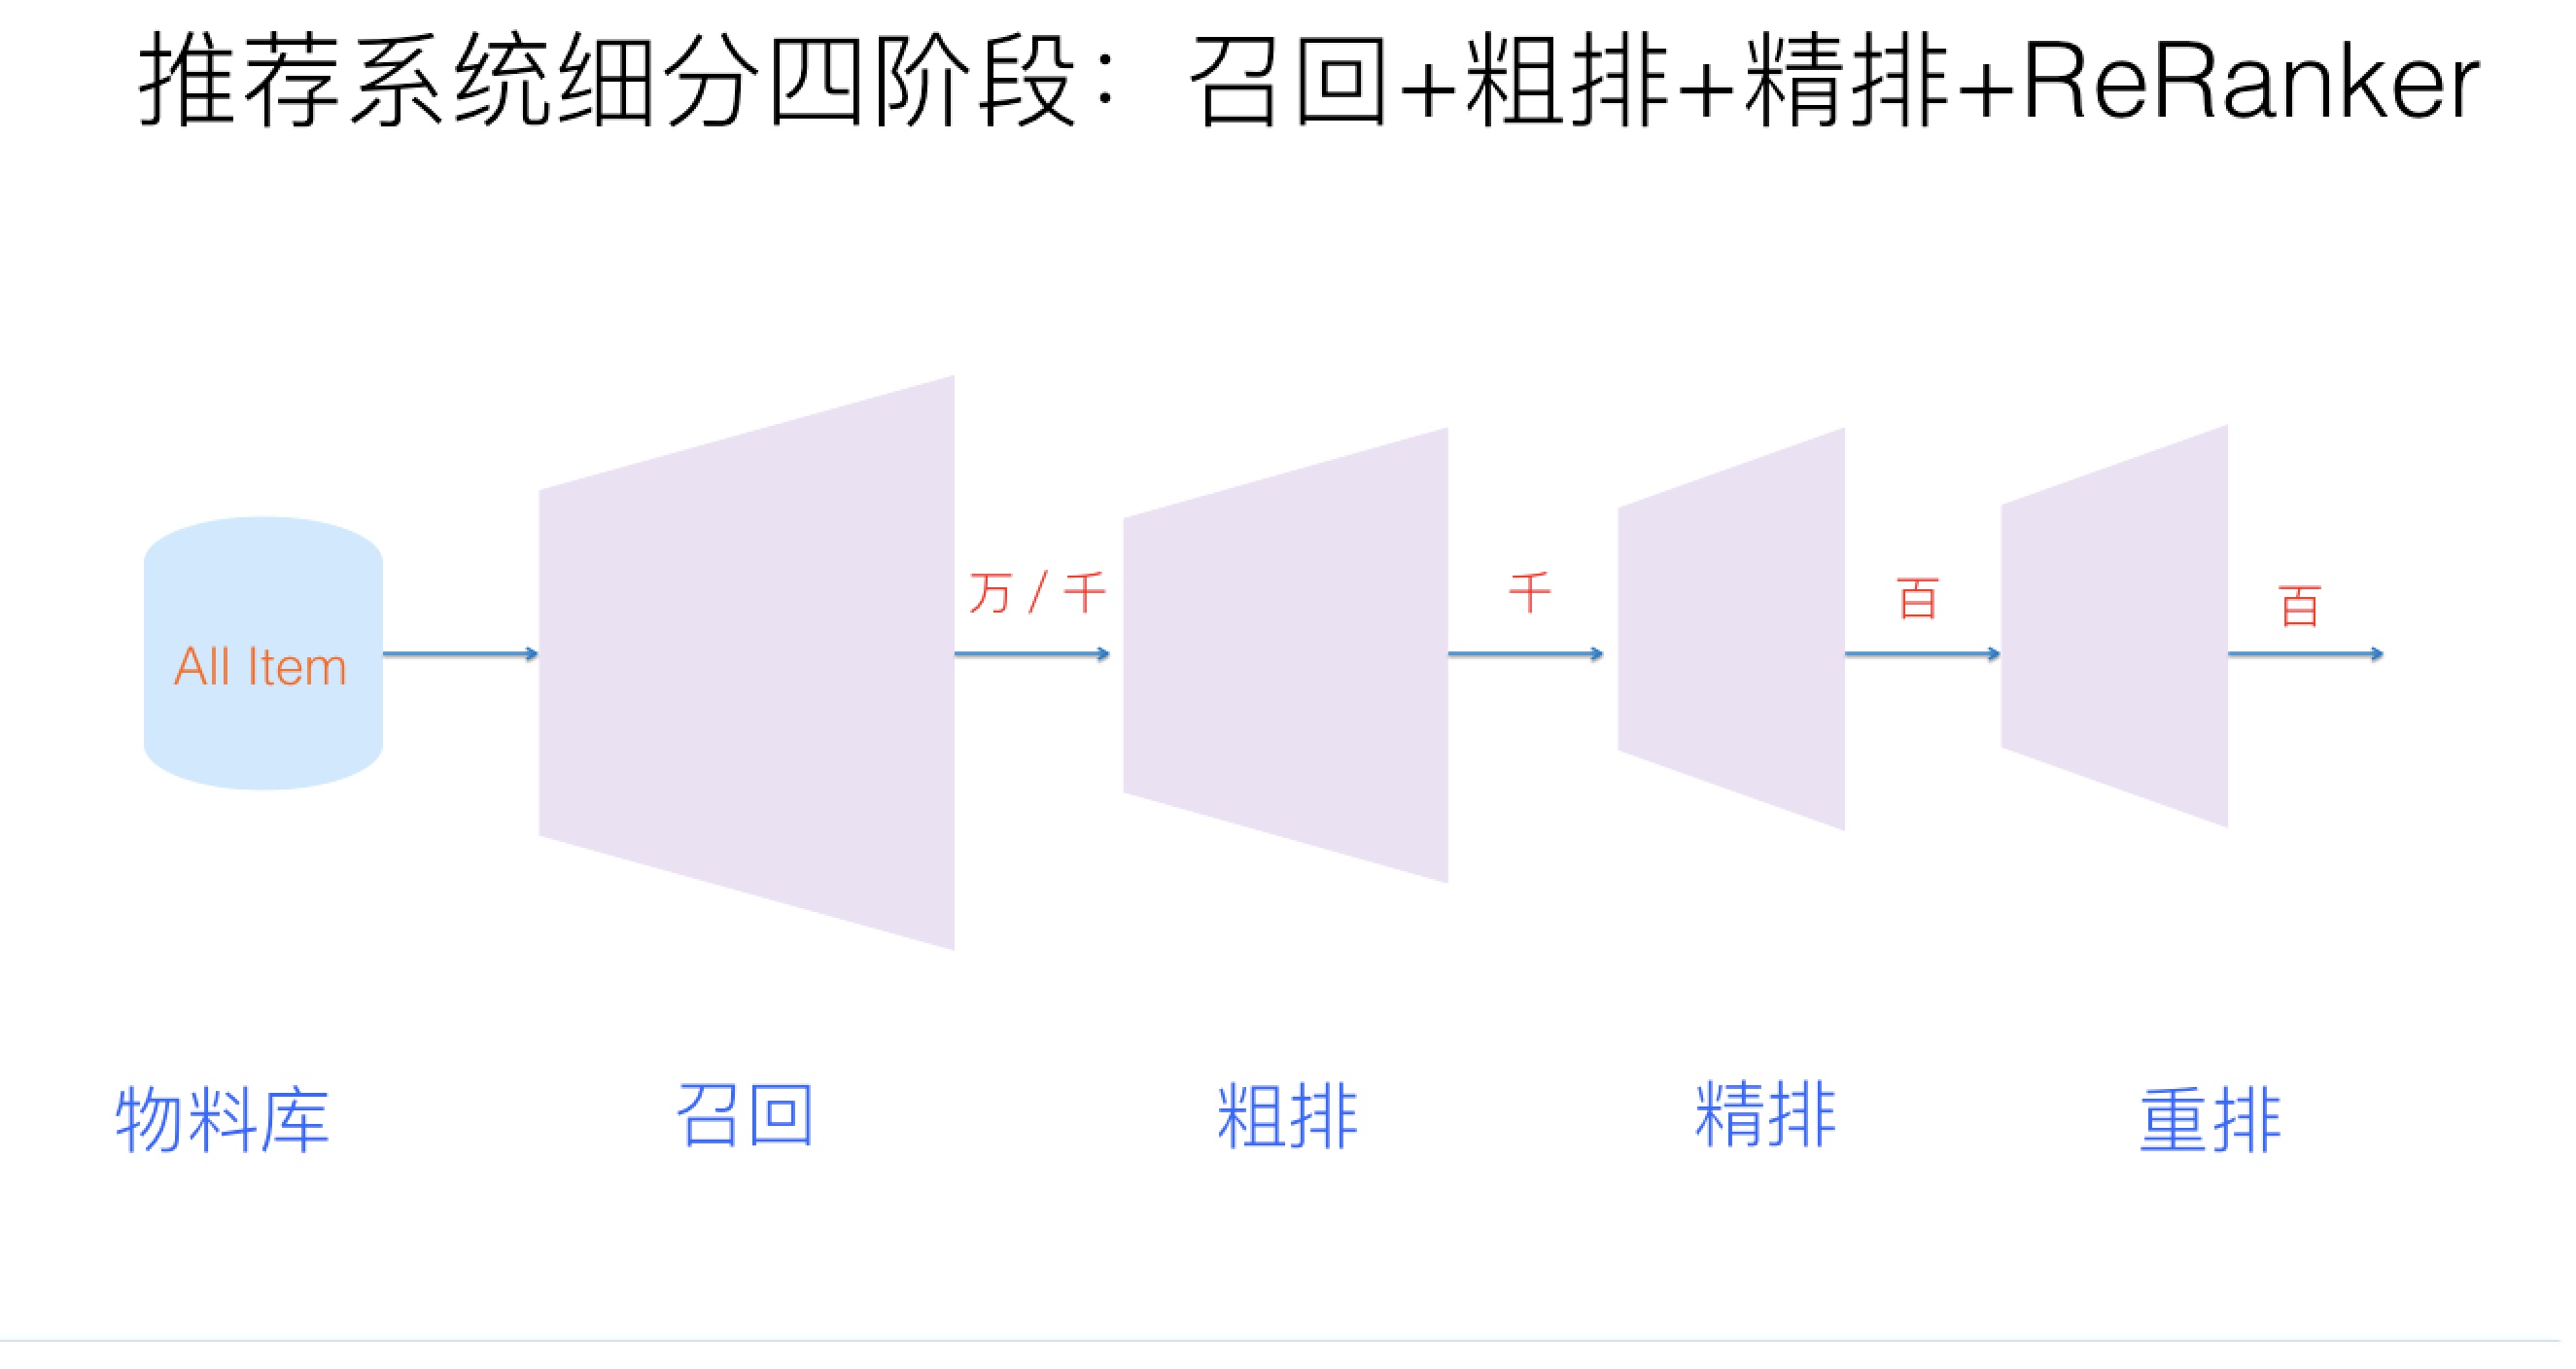 推荐系统细分四阶段：召回+粗排+精排+ReRanker
All Item
万/千
千
百
百
物料库
召回
粗排
精排
重排